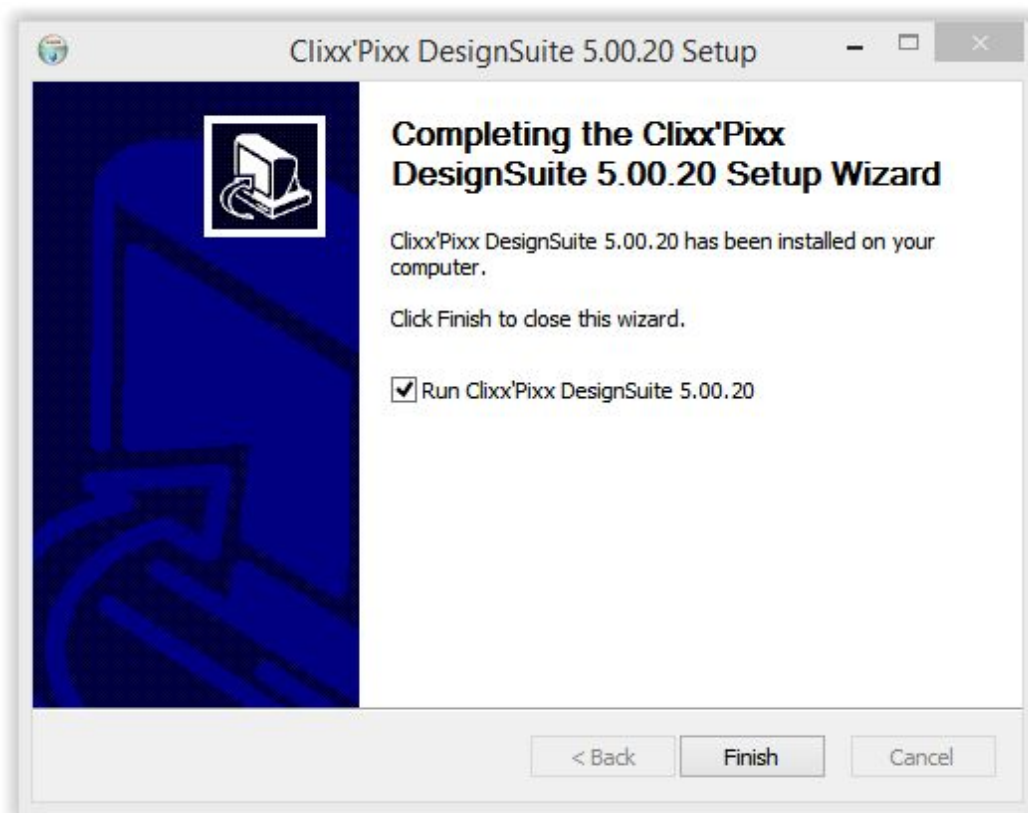 Clixx'Pixx DesignSuite 5.00.20 Setup
Completing the Clixx'Pixx
DesignSuite 5.00.20 Setup Wizard
Clixx'Pixx DesignSuite 5.00.20 has been installed on your
computer.
Click Finish to close this wizard.
Run Clixx'Pixx DesignSuite 5.00.20
< Back
Finish
Cancel